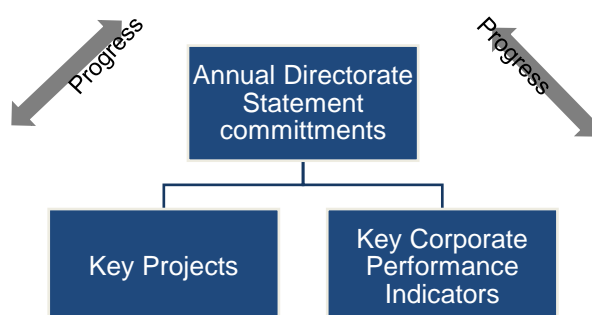 Progress
Progress
Annual Directorate
Statement
committments
Key Projects
Key Corporate
Performance
Indicators